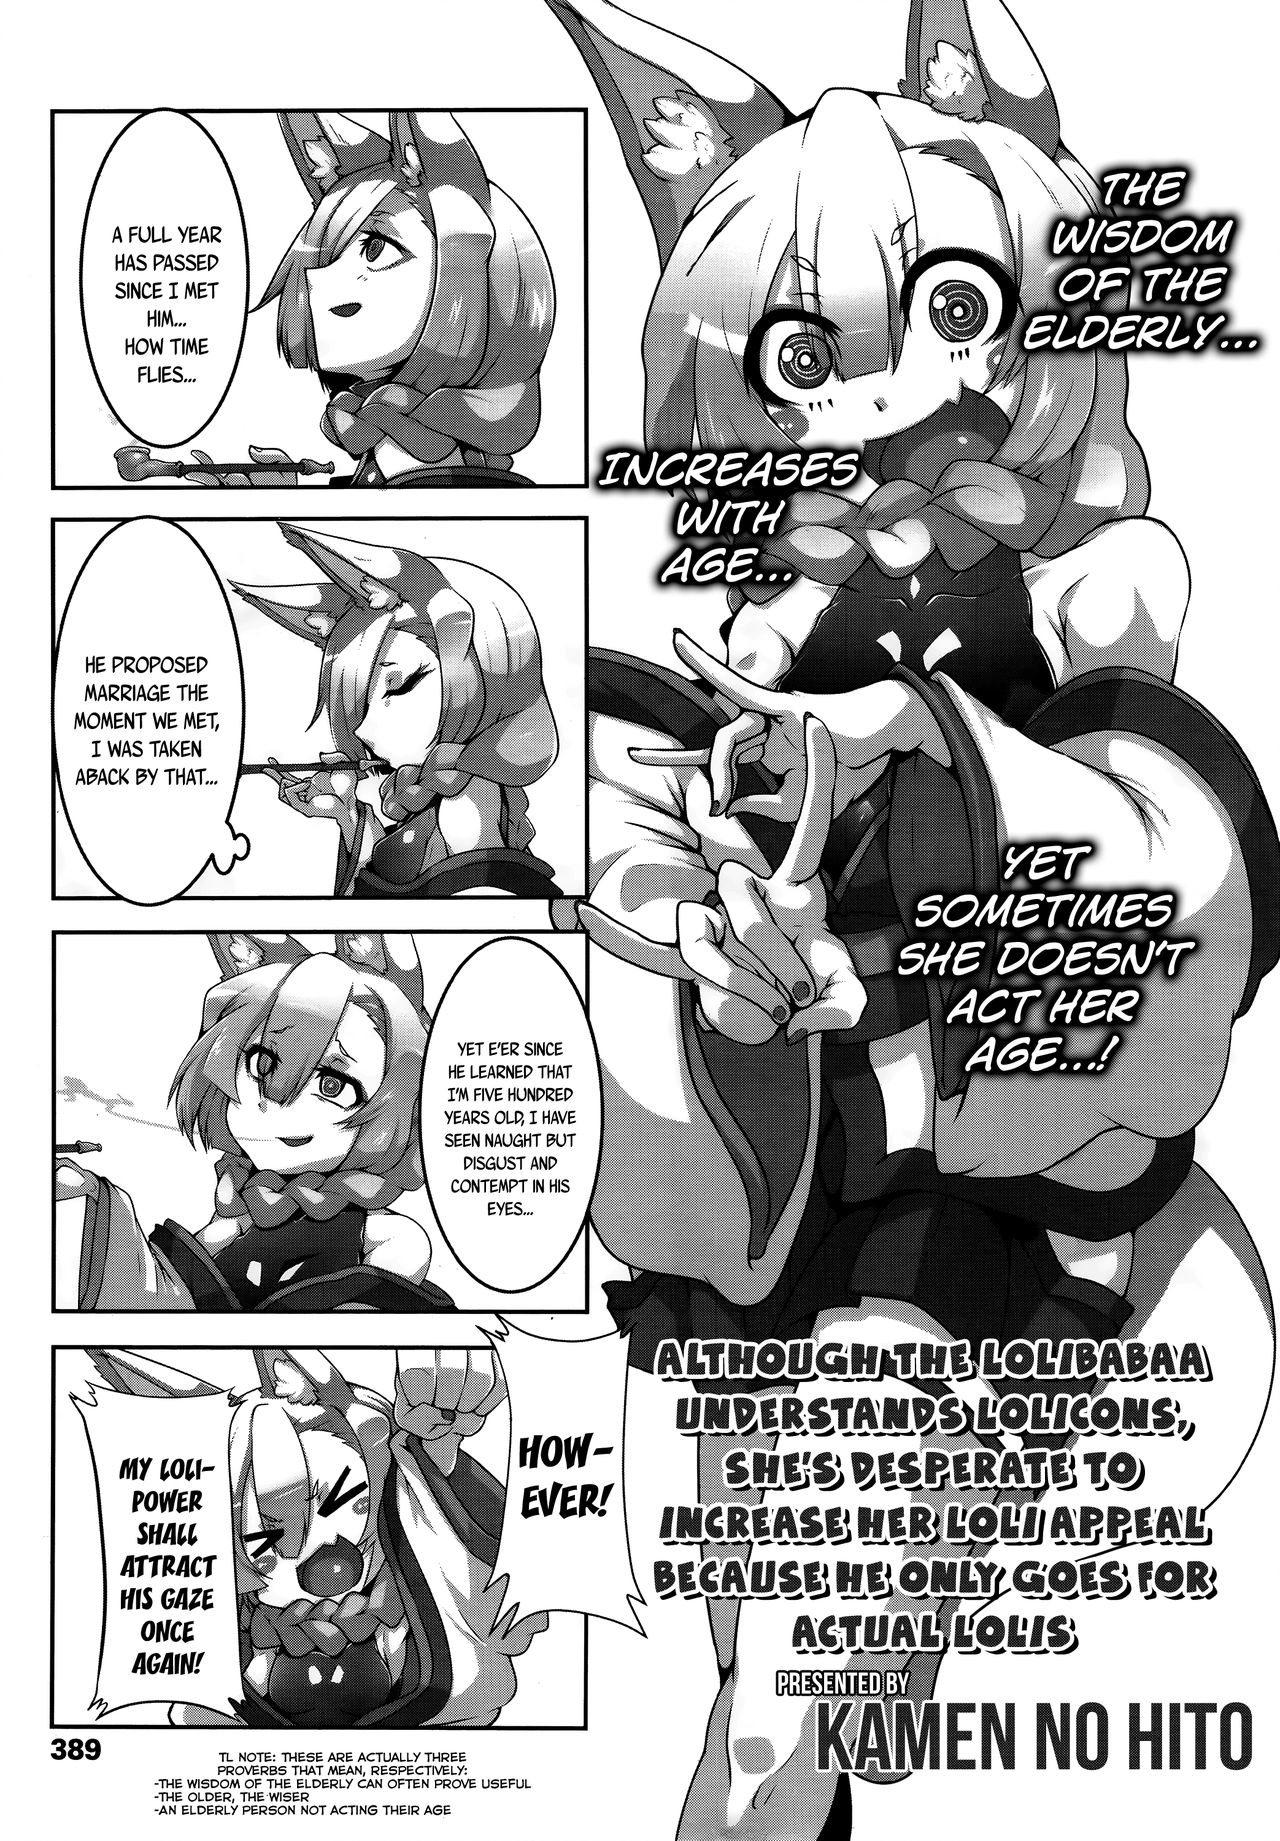 THE
WISDOM
OF THE
ELDERLY...
INCREASES
WITH
AGE...
YET
SOMETIMES
SHE DOESN'T
ACT HER
AGE...!
A FULL YEAR
HAS PASSED
SINCE I MET
HIM...
HOW TIME
FLIES...
HE PROPOSED
MARRIAGE THE
MOMENT WE MET,
I WAS TAKEN
ABACK BY THAT...
YET E'ER SINCE
HE LEARNED THAT
I'M FIVE HUNDRED
YEARS OLD, I HAVE
SEEN NAUGHT BUT
DISGUST AND
CONTEMPT IN HIS
EYES...
HOW-
EVER!
MY LOLI-
POWER
SHALL
ATTRACT
HIS GAZE
ONCE
AGAIN!
ALTHOUGH THE LOLIBABAA
UNDERSTANDS LOLICONS,
SHE'S DESPERATE TO
INCREASE HER LOLI APPEAL
BECAUSE HE ONLY GOES FOR
ACTUAL LOLIS
PRESENTED BY
KAMEN NO HITO
389
TL NOTE: THESE ARE ACTUALLY THREE
PROVERBS THAT MEAN, RESPECTIVELY:
-THE WISDOM OF THE ELDERLY CAN OFTEN PROVE USEFUL
-THE OLDER, THE WISER
-AN ELDERLY PERSON NOT ACTING THEIR AGE